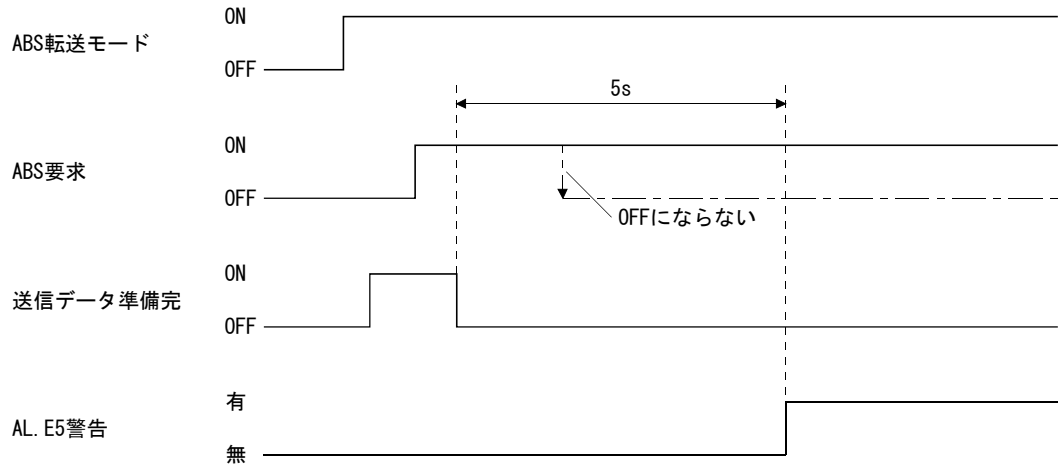 ON
ABS転送モード
OFF
5s
ON
ABS要求
OFF
OFFにならない
ON
送信データ準備完
OFF
有
AL.E5警告
無